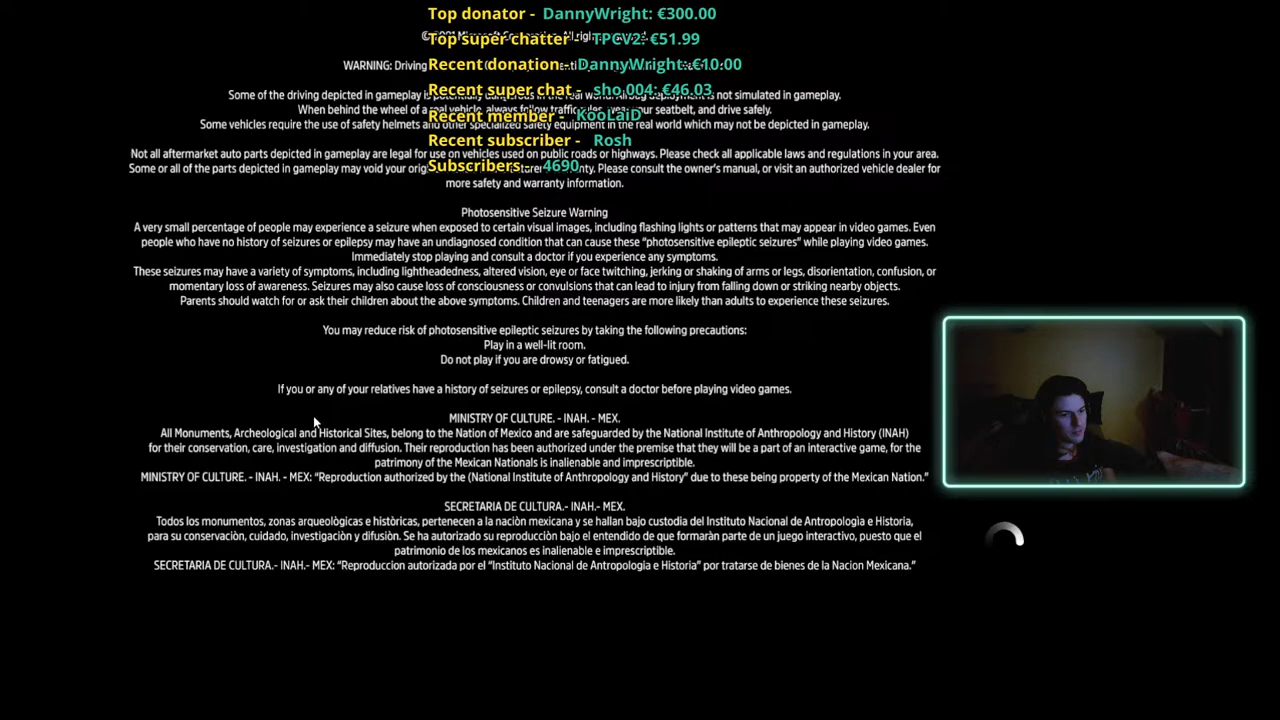 Top donator - DannyWright: €300.00
Top super chatter - TPCV2: €51.99
WARNING: Driving
Recent donation - DannyWright: €10.00
Recent super chat - sho.004: €46.03
Some of the driving depicted in gameplay is potentially dangerous in the real world. Airbag deployment is not simulated in gameplay.
When behind the wheel of a real vehicle, always follow traffic rules, wear your seatbelt, and drive safely.
Recent member - KooLaiD
Some vehicles require the use of safety helmets and other specialized safety equipment in the real world which may not be depicted in gameplay.
Recent subscriber - Rosh
Not all aftermarket auto parts depicted in gameplay are legal for use on vehicles used on public roads or highways. Please check all applicable laws and regulations in your area.
Subscribers - 4690
Some or all of the parts depicted in gameplay may void your Please consult the owner's manual, or visit an authorized vehicle dealer for
more safety and warranty information.
Photosensitive Seizure Warning
A very small percentage of people may experience a seizure when exposed to certain visual images, including flashing lights or patterns that may appear in video games. Even
people who have no history of seizures or epilepsy may have an undiagnosed condition that can cause these "photosensitive epileptic seizures" while playing video games.
Immediately stop playing and consult a doctor if you experience any symptoms.
These seizures may have a variety of symptoms, including lightheadedness, altered vision, eye or face twitching, jerking or shaking of arms or legs, disorientation, confusion, or
momentary loss of awareness. Seizures may also cause loss of consciousness or convulsions that can lead to injury from falling down or striking nearby objects.
Parents should watch for or ask their children about the above symptoms. Children and teenagers are more likely than adults to experience these seizures.
You may reduce risk of photosensitive epileptic seizures by taking the following precautions:
Play in a well-lit room.
Do not play if you are drowsy or fatigued.
If you or any of your relatives have a history of seizures or epilepsy, consult a doctor before playing video games.
MINISTRY OF CULTURE. - INAH. - MEX.
All Monuments, Archeological and Historical Sites, belong to the Nation of Mexico and are safeguarded by the National Institute of Anthropology and History (INAH)
for their conservation, care, investigation and diffusion. Their reproduction has been authorized under the premise that they will be a part of an interactive game, for the
patrimony of the Mexican Nationals is inalienable and imprescriptible.
MINISTRY OF CULTURE. - INAH. - MEX: “Reproduction authorized by the (National Institute of Anthropology and History" due to these being property of the Mexican Nation.”
SECRETARIA DE CULTURA.- INAH.- MEX.
Todos los monumentos, zonas arqueològicas e històricas, pertenecen a la naciòn mexicana y se hallan bajo custodia del Instituto Nacional de Antropologìa e Historia,
para su conservaciòn, cuidado, investigaciòn y difusiòn. Se ha autorizado su reproducciòn bajo el entendido de que formaràn parte de un juego interactivo, puesto que el
patrimonio de los mexicanos es inalienable e imprescriptible.
SECRETARIA DE CULTURA.- INAH.- MEX: “Reproduccion autorizada por el “Instituto Nacional de Antropologìa e Historia” por tratarse de bienes de la Nacion Mexicana.”